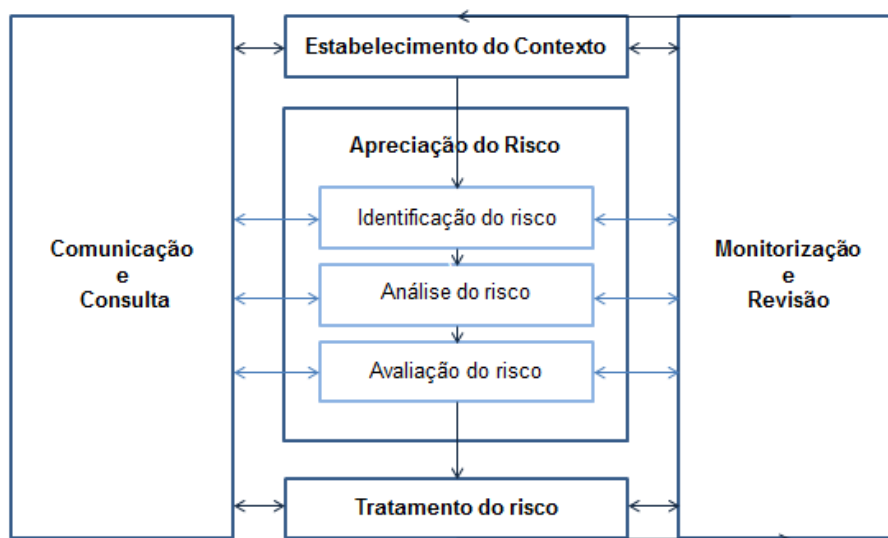 Estabelecimento do Contexto
Apreciação do Risco
Identificação do risco
Análise do risco
Avaliação do risco
Tratamento do risco
Comunicação
e
Consulta
Monitorização
e
Revisão